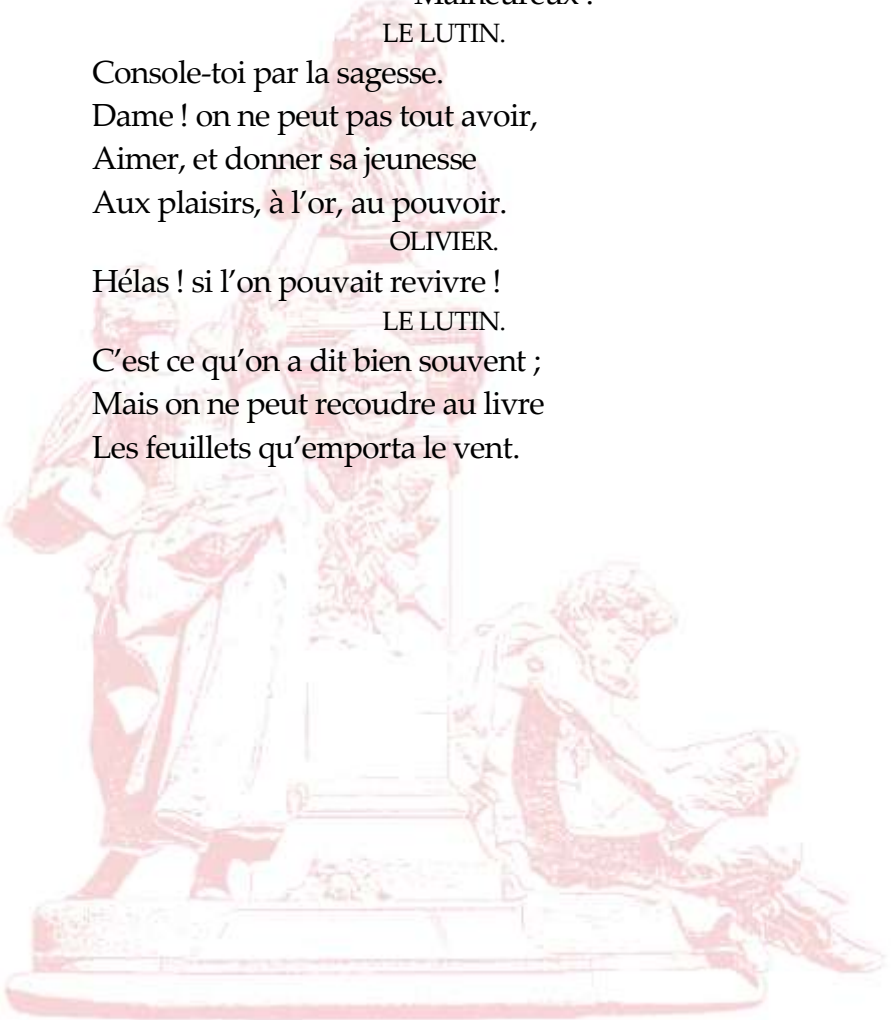 Malheureux !
LE LUTIN.
Console-toi par la sagesse.
Dame ! on ne peut pas tout avoir,
Aimer, et donner sa jeunesse
Aux plaisirs, à l’or, au pouvoir.
OLIVIER.
Hélas ! si l’on pouvait revivre !
LE LUTIN.
C’est ce qu’on a dit bien souvent ;
Mais on ne peut recoudre au livre
Les feuillets qu’emporta le vent.